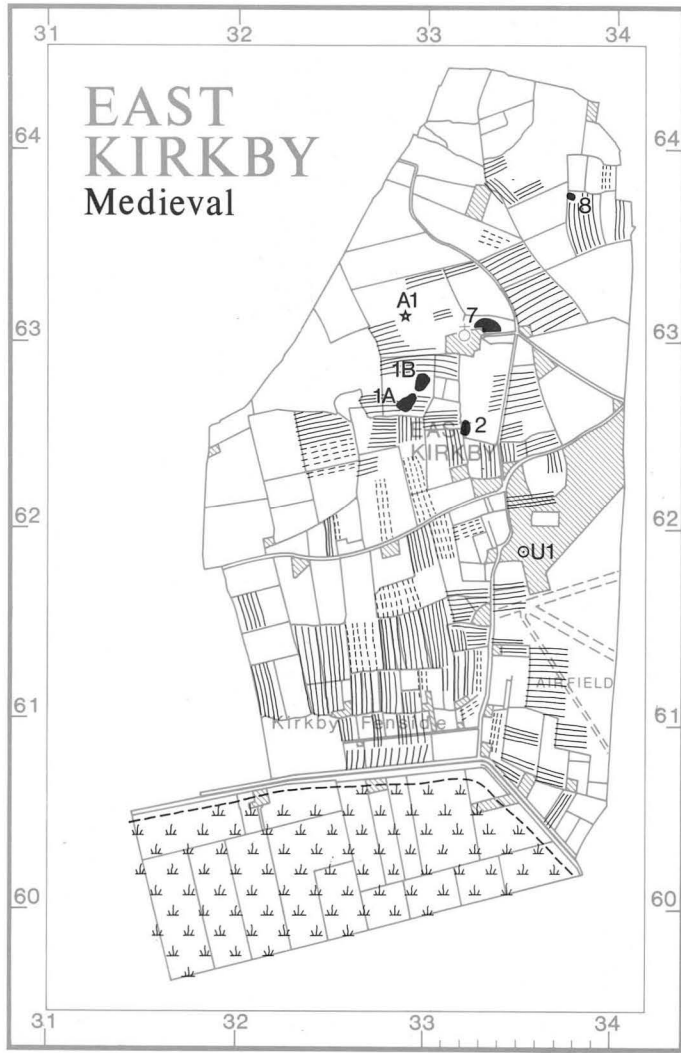 31 32 33 34
EAST
KIRKBY
Medieval
64 64
8
A1
7
63 63
1B
1A
2
EAST
KIRKBY
62 62
U1
AIRFIELD
61 61
Kirkby Fenside
60 60
31 32 33 34